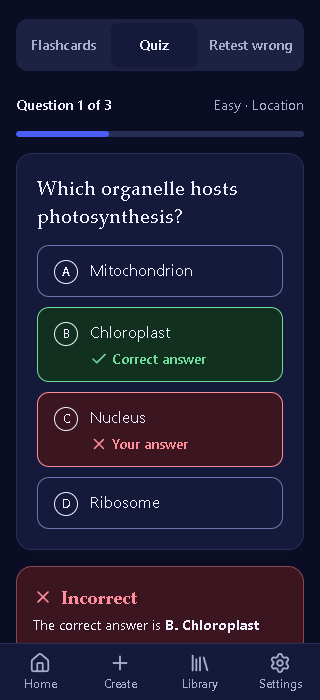 Flashcards Quiz Retest wrong
Question 1 of 3 Easy · Location
Which organelle hosts
photosynthesis?
A Mitochondrion
B Chloroplast
Correct answer
C Nucleus
Your answer
D Ribosome
Incorrect
The correct answer is B. Chloroplast
Home Create Library Settings